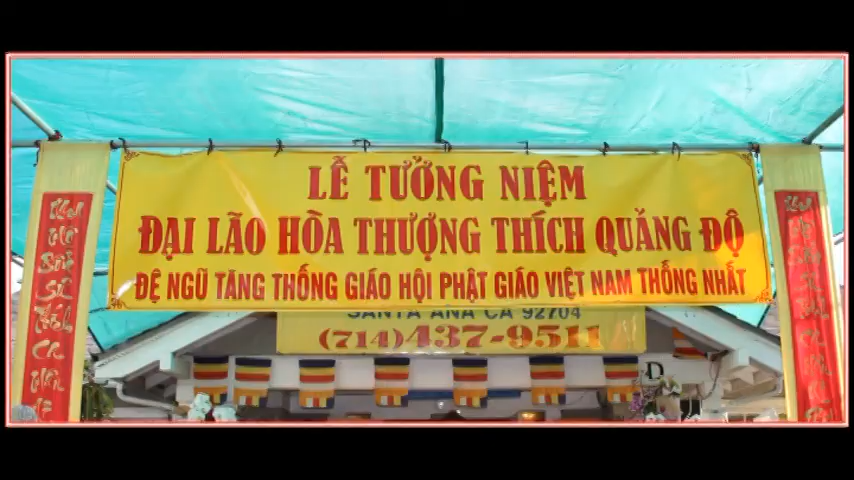 LỄ TƯỞNG NIỆM
ĐẠI LÃO HÒA THƯỢNG THÍCH QUẢNG ĐỘ
ĐỆ NGŨ TĂNG THỐNG GIÁO HỘI PHẬT GIÁO VIỆT NAM THỐNG NHẤT
SANTA ANA CA 92704
(714)437-9511
D